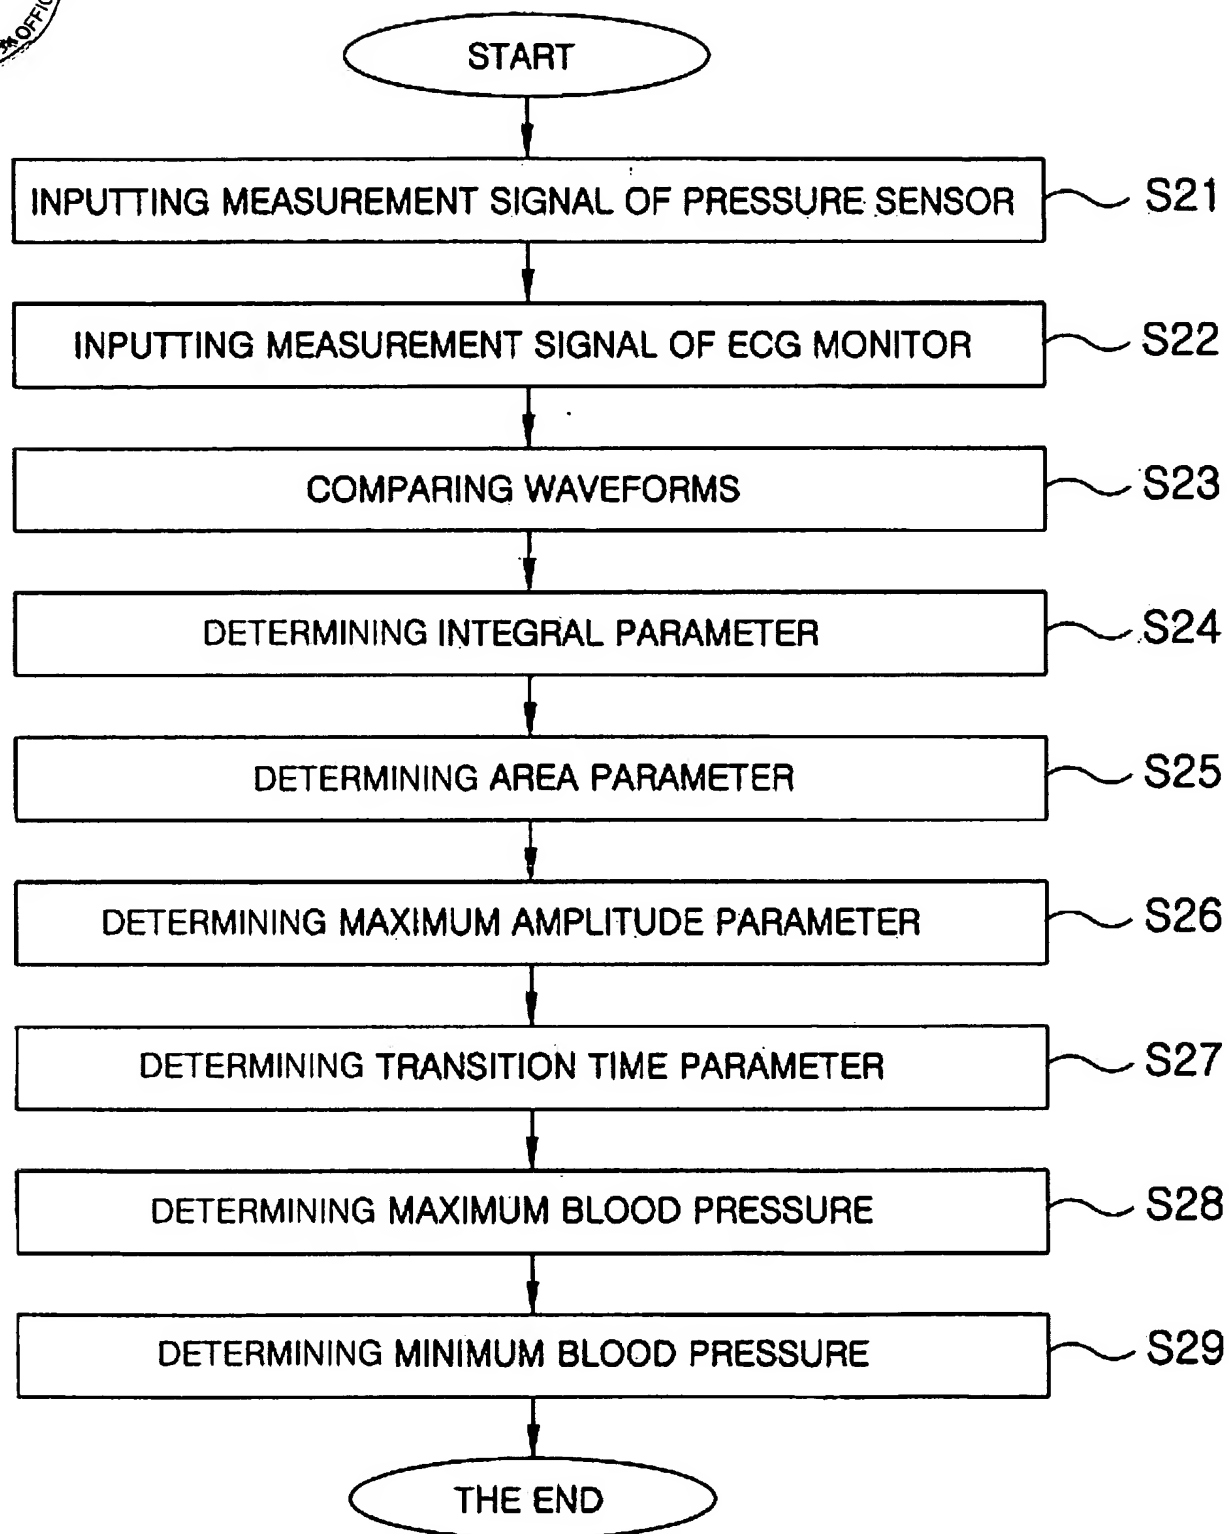 OFFIC
START
INPUTTING MEASUREMENT SIGNAL OF PRESSURE SENSOR S21
INPUTTING MEASUREMENT SIGNAL OF ECG MONITOR S22
COMPARING WAVEFORMS S23
DETERMINING INTEGRAL PARAMETER S24
DETERMINING AREA PARAMETER S25
DETERMINING MAXIMUM AMPLITUDE PARAMETER S26
DETERMINING TRANSITION TIME PARAMETER S27
DETERMINING MAXIMUM BLOOD PRESSURE S28
DETERMINING MINIMUM BLOOD PRESSURE S29
THE END